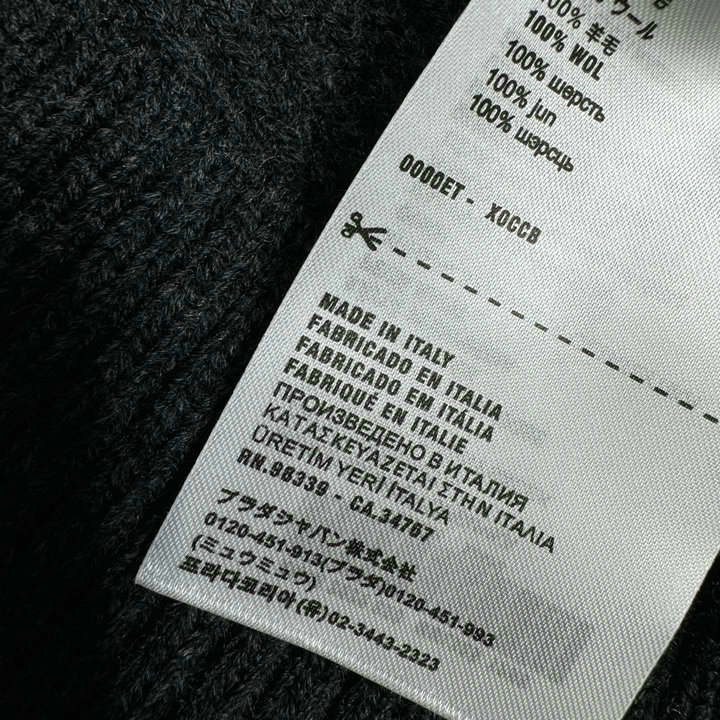 ウール
100% 羊毛
100% WOL
100% шерсть
100% jun
100% шэрсць
0000ET - X0CCB
MADE IN ITALY
FABRICADO EN ITALIA
FABRICADO EM ITÁLIA
FABRIQUÉ EN ITALIE
ПРОИЗВЕДЕНО В ИТАЛИЯ
ΚΑΤΑΣΚΕΥΑΖΕΤΑΙ ΣΤΗΝ ΙΤΑΛΙΑ
ÜRETİM YERİ İTALYA
RN.96339 - CA.34767
プラダジャパン株式会社
0120-451-913(プラダ)0120-451-993
(ミュウミュウ)
프라다코리아(유)02-3443-2323